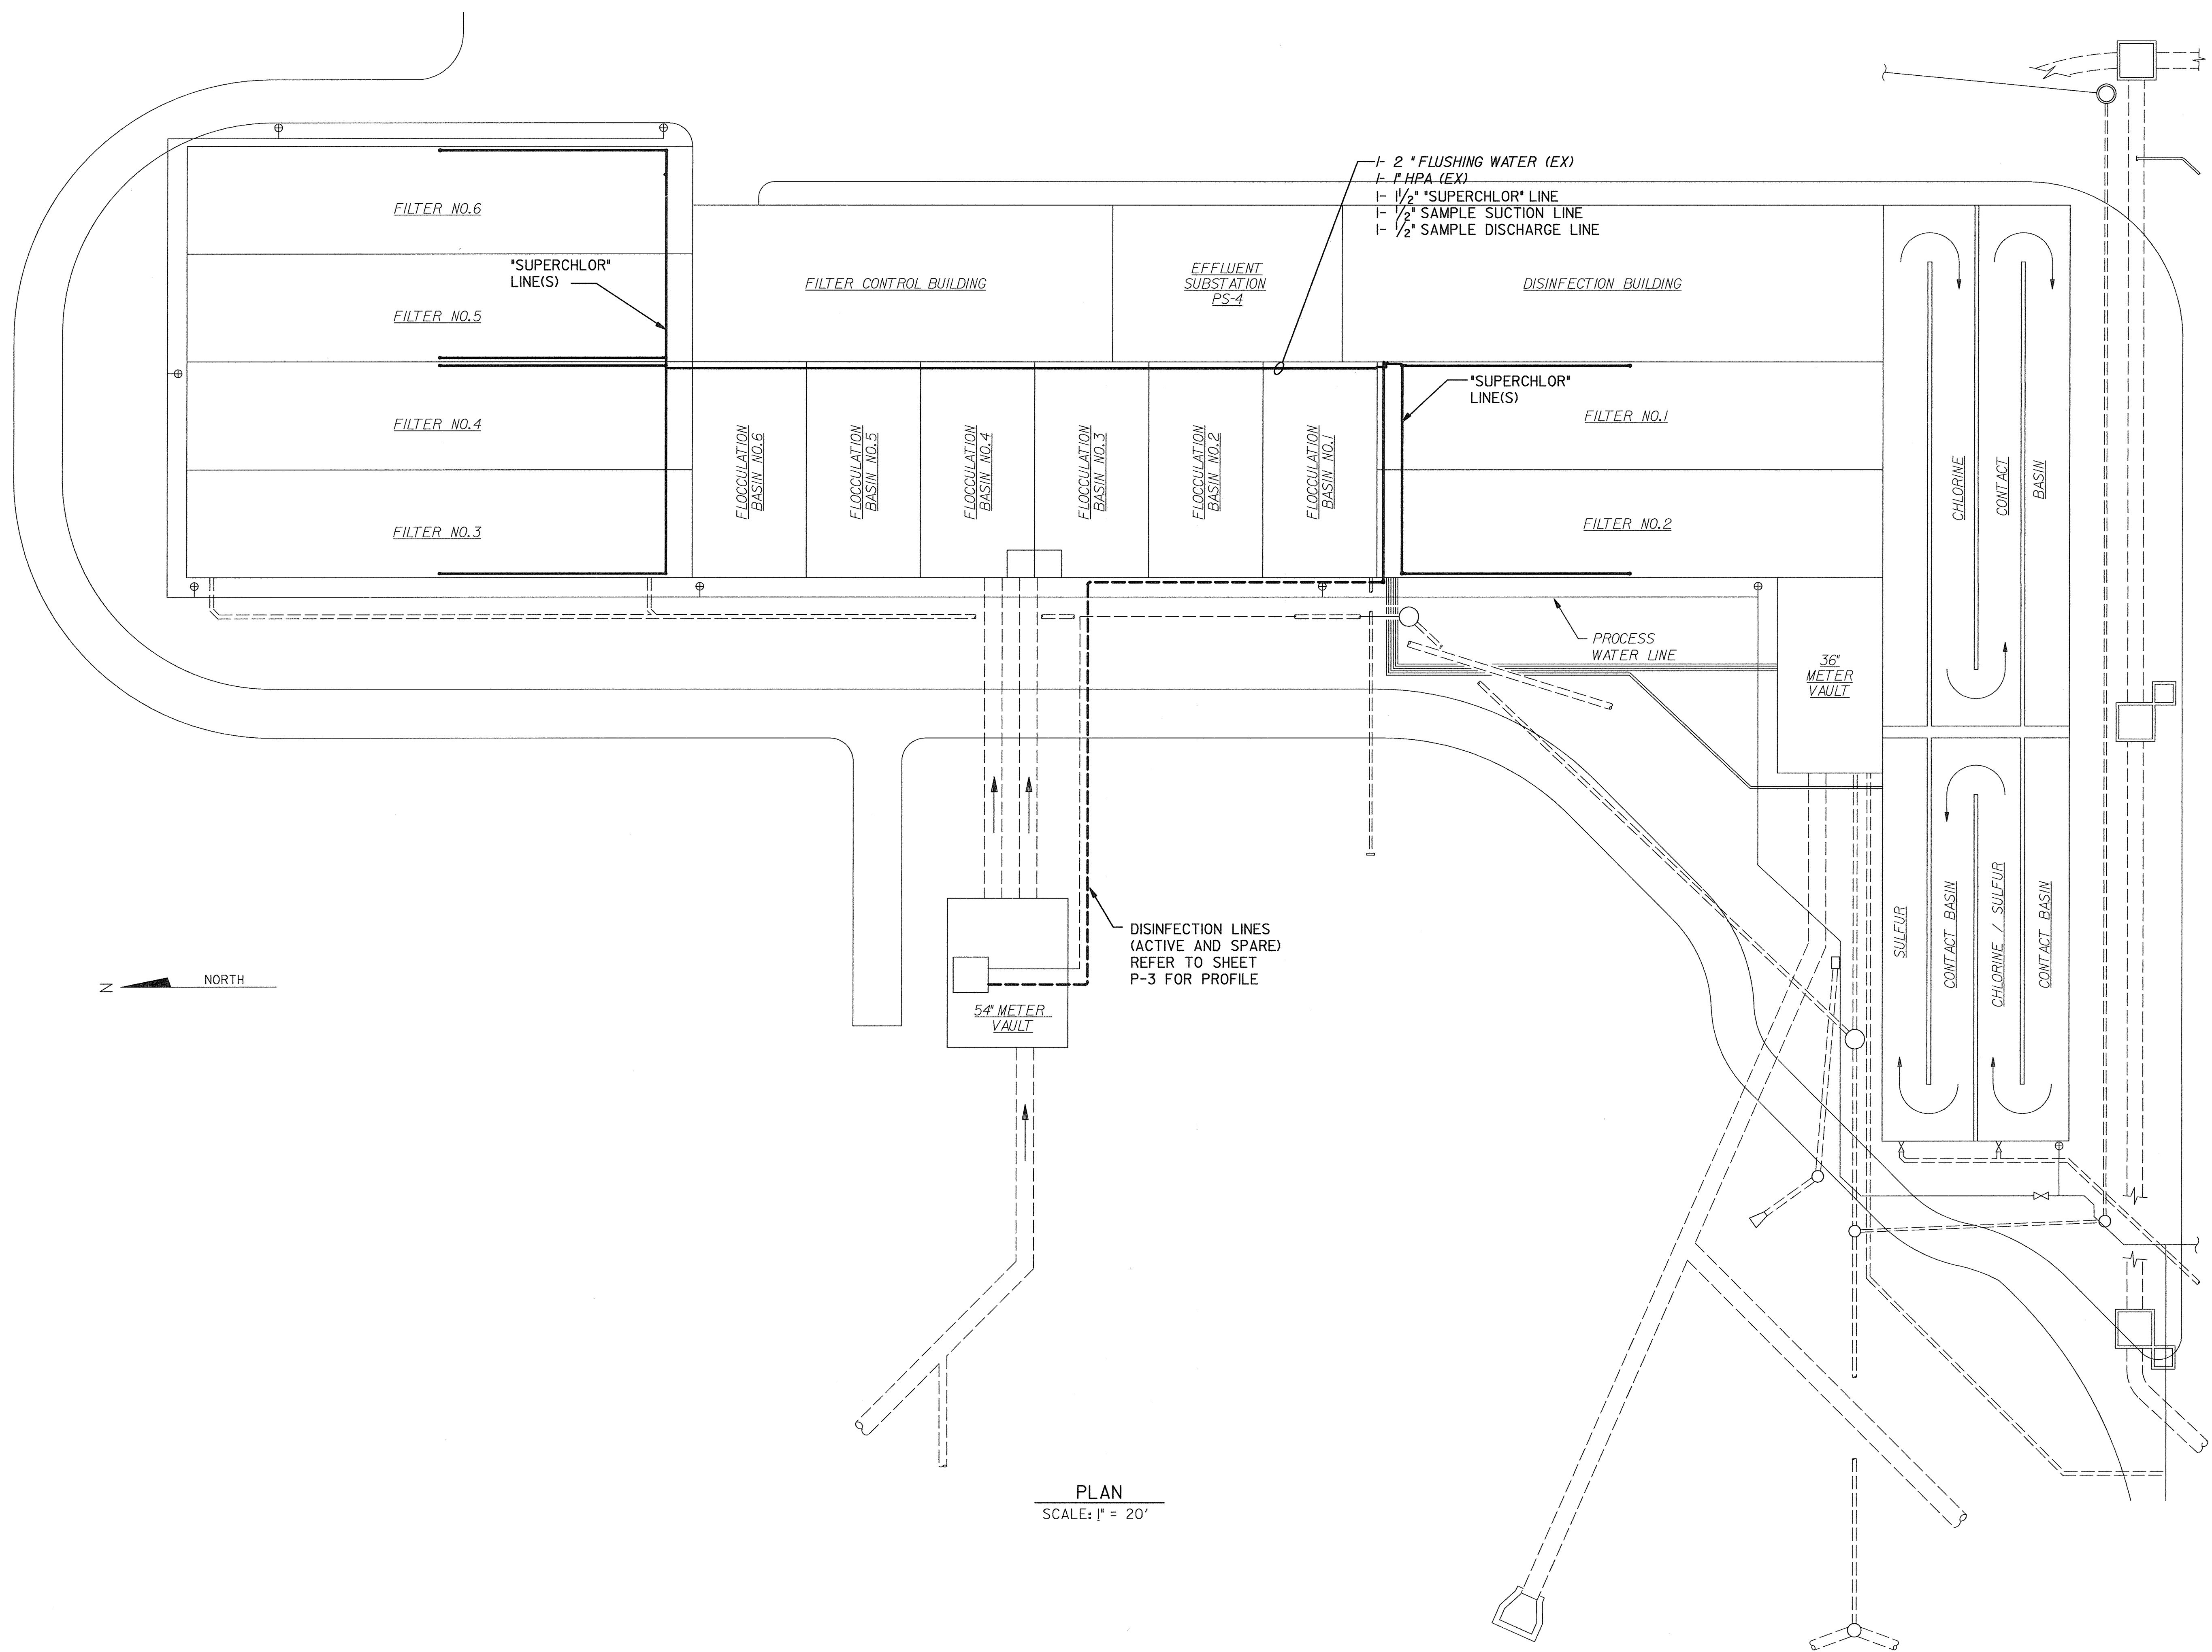 1- 2 "FLUSHING WATER (EX)
1- 1" HPA (EX)
1- 1 1/2" "SUPERCHLOR" LINE
1- 1/2" SAMPLE SUCTION LINE
1- 1/2" SAMPLE DISCHARGE LINE
FILTER NO.6
"SUPERCHLOR"
LINE(S)
FILTER NO.5
FILTER NO.4
FILTER NO.3
FILTER CONTROL BUILDING
EFFLUENT
SUBSTATION
PS-4
DISINFECTION BUILDING
FLOCCULATION
BASIN NO.6
FLOCCULATION
BASIN NO.5
FLOCCULATION
BASIN NO.4
FLOCCULATION
BASIN NO.3
FLOCCULATION
BASIN NO.2
FLOCCULATION
BASIN NO.1
"SUPERCHLOR"
LINE(S)
FILTER NO.1
FILTER NO.2
CHLORINE
CONTACT
BASIN
PROCESS
WATER LINE
36"
METER
VAULT
SULFUR
CONTACT BASIN
CHLORINE / SULFUR
CONTACT BASIN
DISINFECTION LINES
(ACTIVE AND SPARE)
REFER TO SHEET
P-3 FOR PROFILE
54" METER
VAULT
N
NORTH
PLAN
SCALE: 1" = 20'